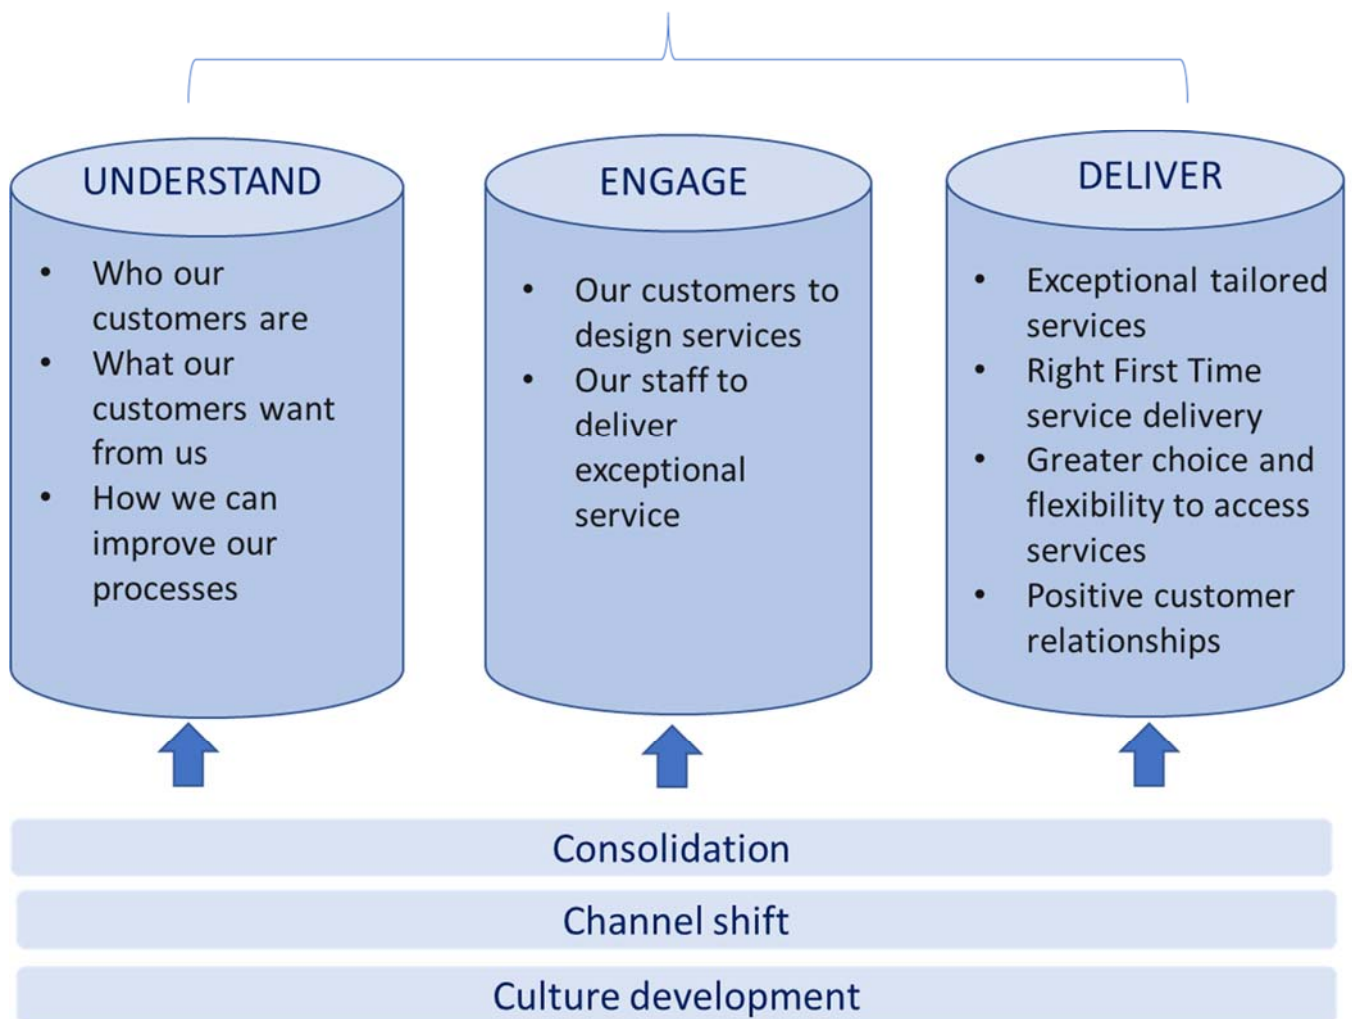 UNDERSTAND
• Who our
customers are
• What our
customers want
from us
• How we can
improve our
processes
ENGAGE
• Our customers to
design services
• Our staff to
deliver
exceptional
service
DELIVER
• Exceptional tailored
services
• Right First Time
service delivery
• Greater choice and
flexibility to access
services
• Positive customer
relationships
Consolidation
Channel shift
Culture development